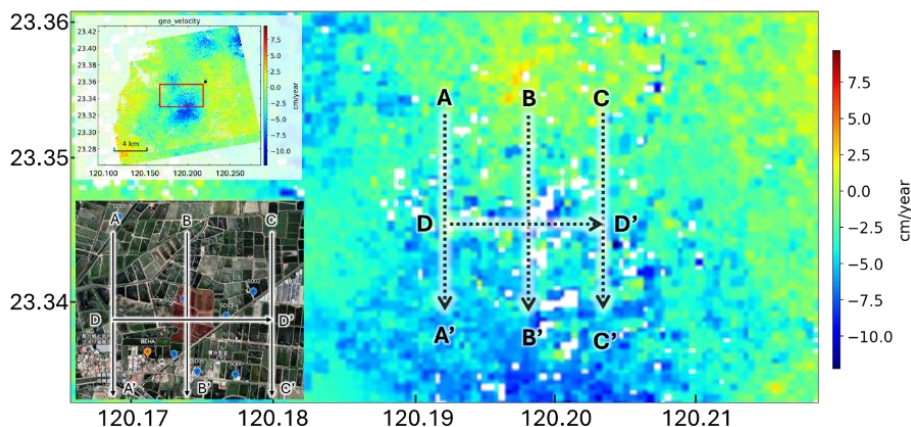 geo_velocity
23.42
23.40
23.38
23.36
23.34
23.32
23.30
23.28
4 km
120.100
120.150
120.200
120.250
7.5
5.0
2.5
0.0
−2.5
−5.0
−7.5
−10.0
cm/year
23.36
23.35
23.34
A
B
C
D
D'
A'
B'
C'
A
B
C
D
D'
BEHA
A'
B'
C'
120.17
120.18
120.19
120.20
120.21
7.5
5.0
2.5
0.0
−2.5
−5.0
−7.5
−10.0
cm/year